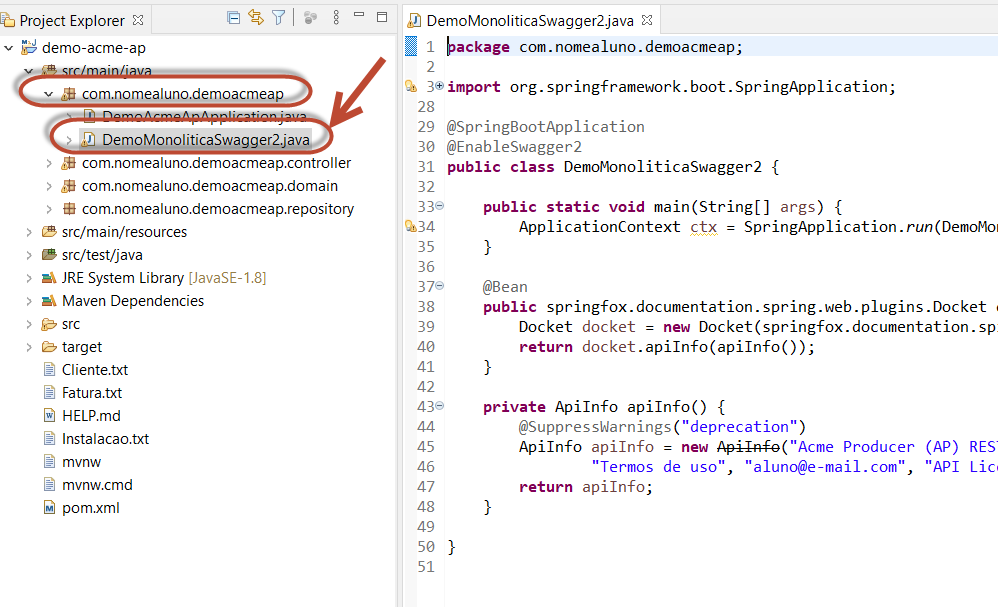 Project Explorer
demo-acme-ap
src/main/java
com.nomealuno.demoacmeap
DemoAcmeApApplication.java
DemoMonoliticaSwagger2.java
com.nomealuno.demoacmeap.controller
com.nomealuno.demoacmeap.domain
com.nomealuno.demoacmeap.repository
src/main/resources
src/test/java
JRE System Library [JavaSE-1.8]
Maven Dependencies
src
target
Cliente.txt
Fatura.txt
HELP.md
Instalacao.txt
mvnw
mvnw.cmd
pom.xml
DemoMonoliticaSwagger2.java
1 package com.nomealuno.demoacmeap;
2
3 import org.springframework.boot.SpringApplication;
28
29 @SpringBootApplication
30 @EnableSwagger2
31 public class DemoMonoliticaSwagger2 {
32
33 public static void main(String[] args) {
34 ApplicationContext ctx = SpringApplication.run(DemoMon
35 }
36
37 @Bean
38 public springfox.documentation.spring.web.plugins.Docket
39 Docket docket = new Docket(springfox.documentation.sp
40 return docket.apiInfo(apiInfo());
41 }
42
43 private ApiInfo apiInfo() {
44 @SuppressWarnings("deprecation")
45 ApiInfo apiInfo = new ApiInfo("Acme Producer (AP) RES
46 "Termos de uso", "aluno@e-mail.com", "API Lic
47 return apiInfo;
48 }
49
50 }
51